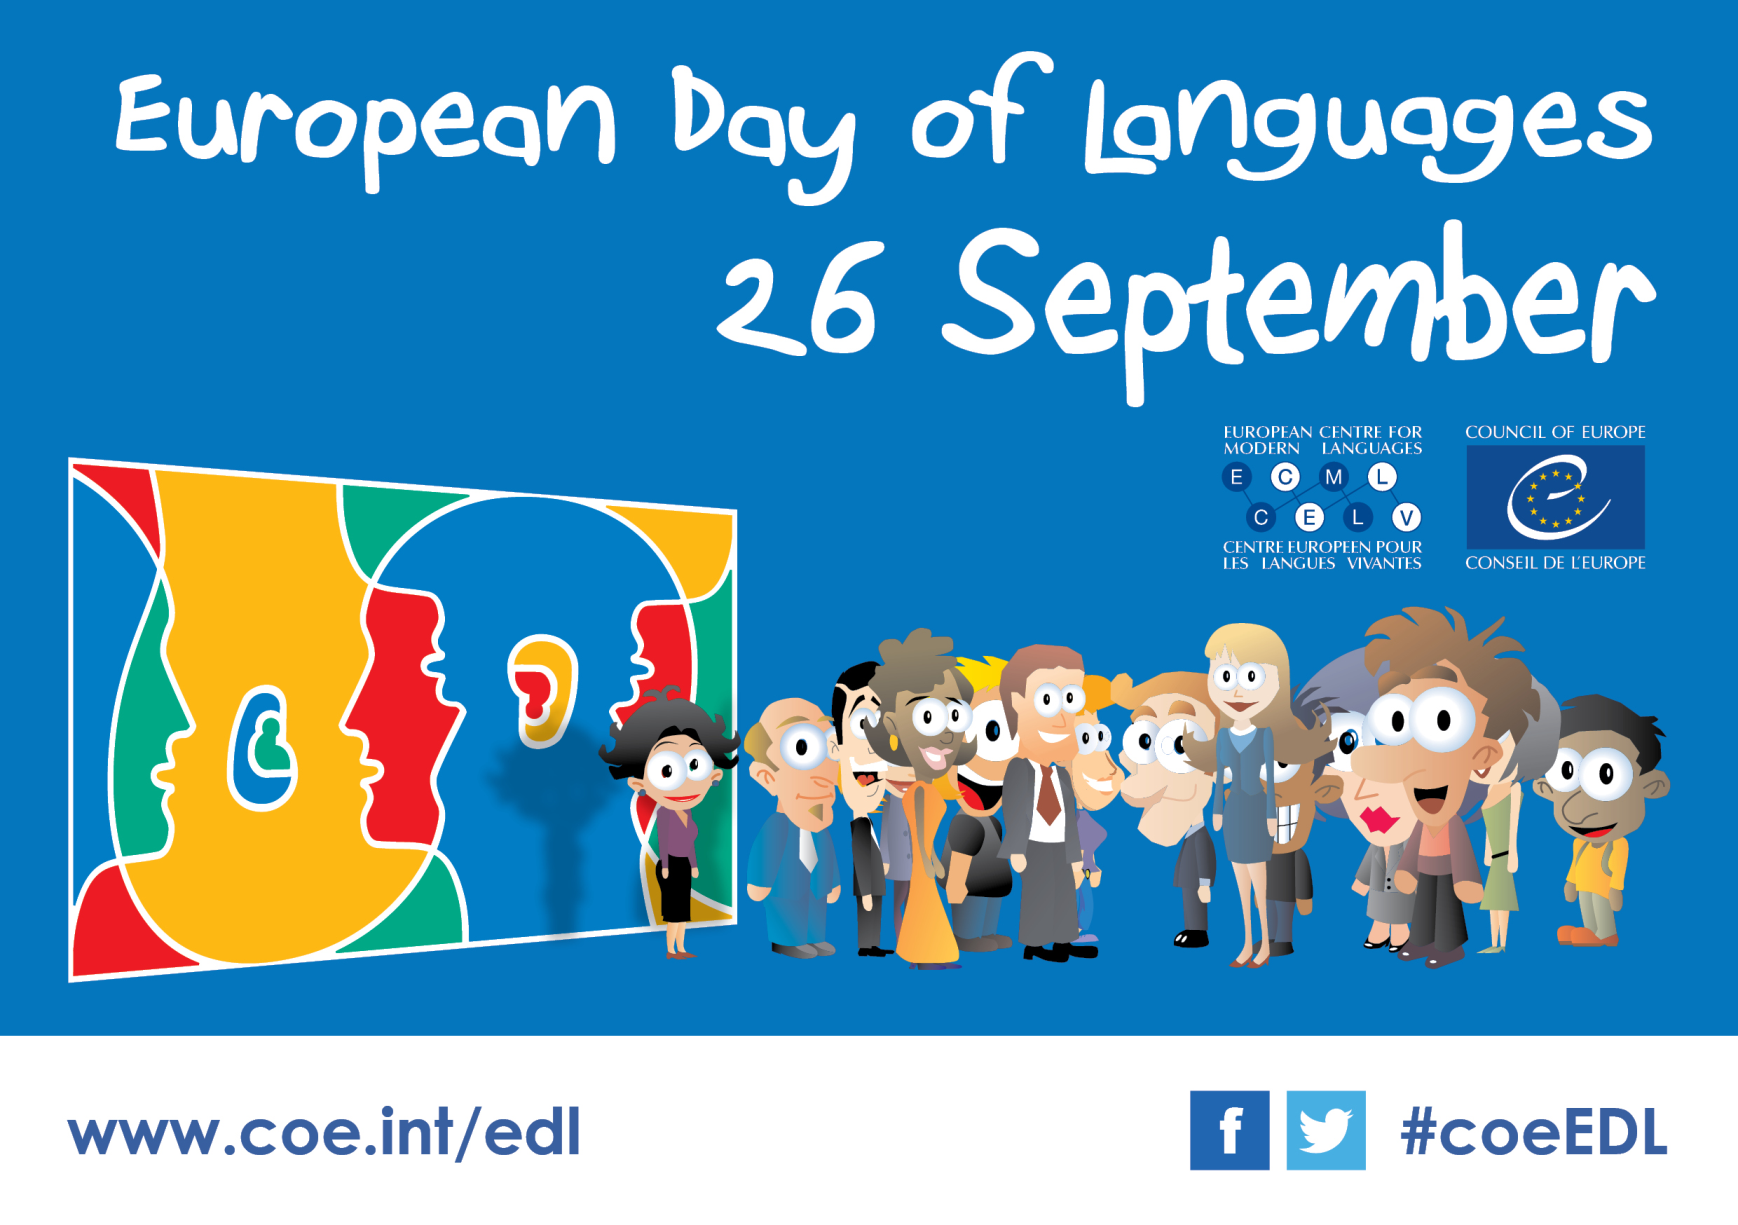 European Day of Languages
26 September
EUROPEAN CENTRE FOR
MODERN LANGUAGES
E C M L
C E L V
CENTRE EUROPEEN POUR
LES LANGUES VIVANTES
COUNCIL OF EUROPE
CONSEIL DE L'EUROPE
www.coe.int/edl
f
#coeEDL